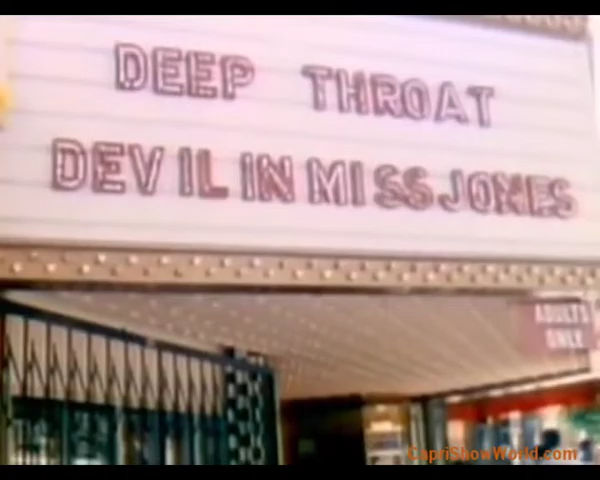 DEEP THROAT
DEVIL IN MISS JONES
ADULTS
ONLY
CapriShowWorld.com